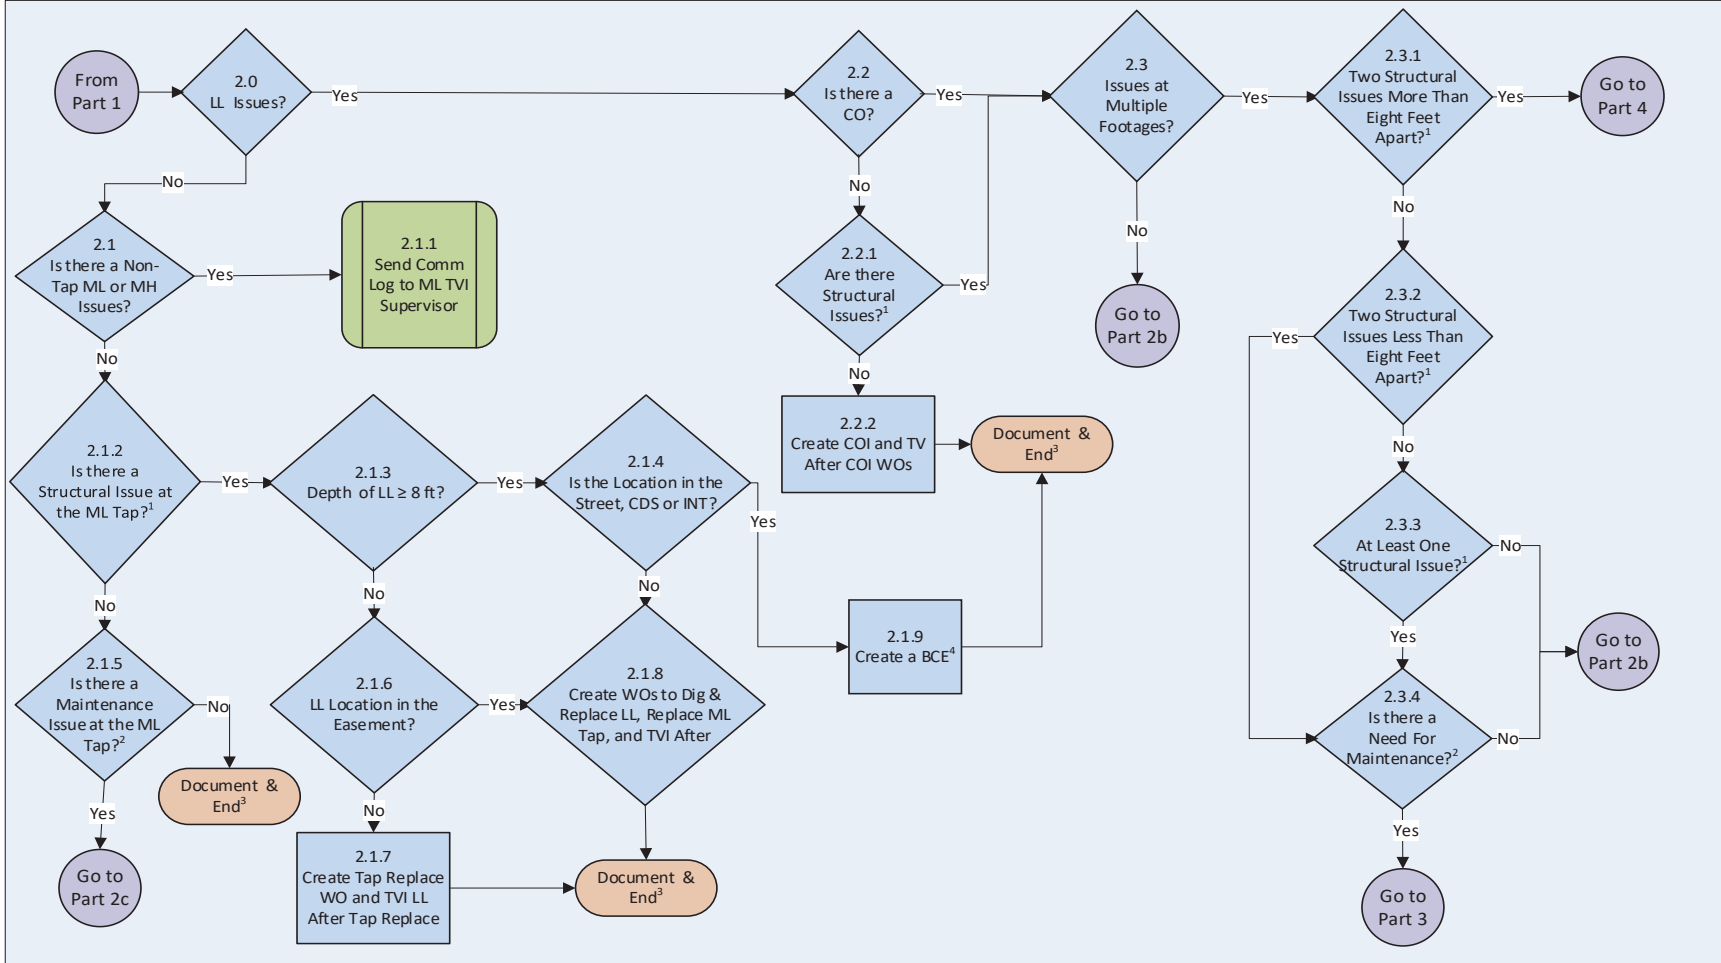 From
Part 1
2.0
LL Issues?
Yes
No
2.1
Is there a Non-
Tap ML or MH
Issues?
Yes
2.1.1
Send Comm
Log to ML TVI
Supervisor
No
2.1.2
Is there a
Structural Issue at
the ML Tap?1
Yes
2.1.3
Depth of LL ≥ 8 ft?
Yes
2.1.4
Is the Location in the
Street, CDS or INT?
Yes
No
2.1.5
Is there a
Maintenance
Issue at the ML
Tap?2
No
Document &
End3
Yes
Go to
Part 2c
No
2.1.6
LL Location in the
Easement?
Yes
No
2.1.8
Create WOs to Dig &
Replace LL, Replace ML
Tap, and TVI After
No
2.1.7
Create Tap Replace
WO and TVI LL
After Tap Replace
Document &
End3
2.1.9
Create a BCE4
2.2
Is there a
CO?
Yes
No
2.2.1
Are there
Structural
Issues?1
Yes
No
2.2.2
Create COI and TV
After COI WOs
Document &
End3
2.3
Issues at
Multiple
Footages?
Yes
No
Go to
Part 2b
2.3.1
Two Structural
Issues More Than
Eight Feet
Apart?1
Yes
Go to
Part 4
No
2.3.2
Two Structural
Issues Less Than
Eight Feet
Apart?1
Yes
No
2.3.3
At Least One
Structural Issue?1
No
Yes
Go to
Part 2b
2.3.4
Is there a
Need For
Maintenance?2
No
Yes
Go to
Part 3